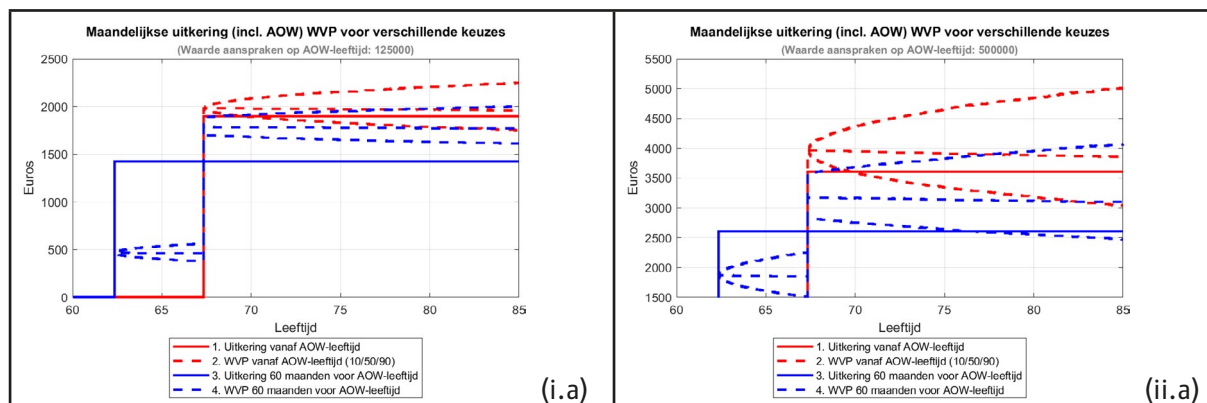 Maandelijkse uitkering (incl. AOW) WVP voor verschillende keuzes
(Waarde aanspraken op AOW-leeftijd: 125000)
2500
2000
1500
1000
500
0
Euros
60 65 70 75 80 85
Leeftijd
1. Uitkering vanaf AOW-leeftijd
2. WVP vanaf AOW-leeftijd (10/50/90)
3. Uitkering 60 maanden voor AOW-leeftijd
4. WVP 60 maanden voor AOW-leeftijd
(i.a)
Maandelijkse uitkering (incl. AOW) WVP voor verschillende keuzes
(Waarde aanspraken op AOW-leeftijd: 500000)
5500
5000
4500
4000
3500
3000
2500
2000
1500
Euros
65 70 75 80 85
Leeftijd
1. Uitkering vanaf AOW-leeftijd
2. WVP vanaf AOW-leeftijd (10/50/90)
3. Uitkering 60 maanden voor AOW-leeftijd
4. WVP 60 maanden voor AOW-leeftijd
(ii.a)